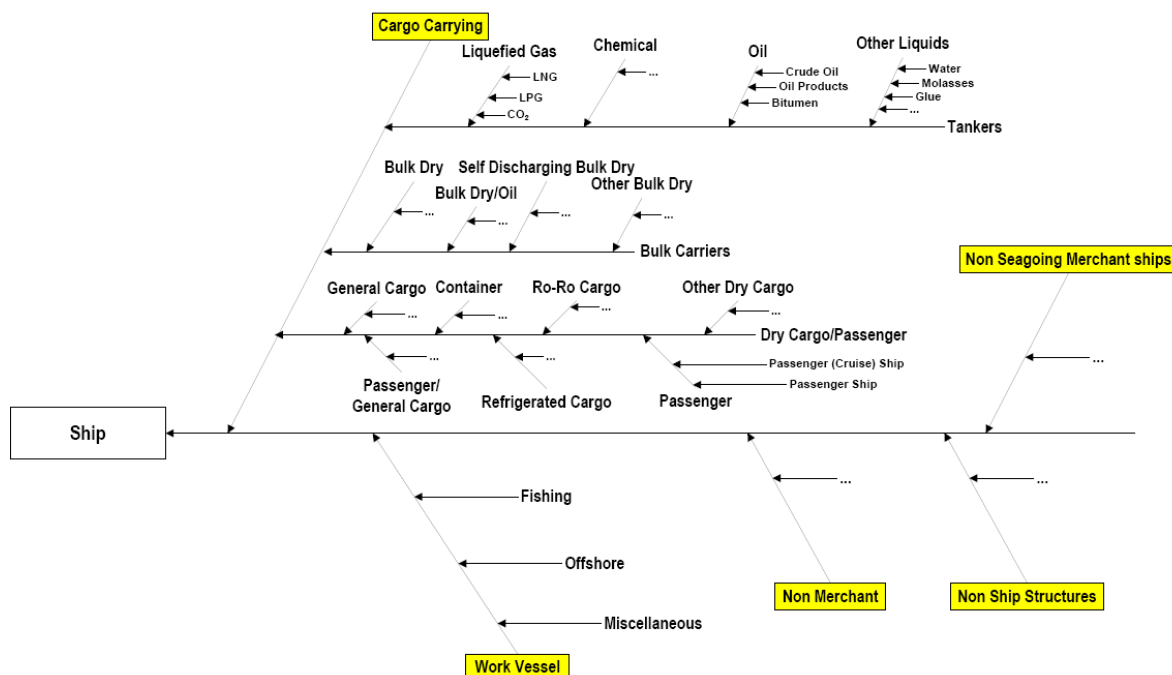 Cargo Carrying
Liquefied Gas
Chemical
Oil
Other Liquids
LNG
LPG
CO₂
...
Crude Oil
Oil Products
Bitumen
Water
Molasses
Glue
...
Tankers
Bulk Dry
Bulk Dry/Oil
Self Discharging Bulk Dry
Other Bulk Dry
...
...
...
...
Bulk Carriers
Non Seagoing Merchant ships
...
General Cargo
Container
Ro-Ro Cargo
Other Dry Cargo
...
...
...
...
Dry Cargo/Passenger
...
...
Passenger (Cruise) Ship
Passenger Ship
Passenger/
General Cargo
Refrigerated Cargo
Passenger
Ship
...
...
Fishing
Offshore
Miscellaneous
Non Merchant
Non Ship Structures
Work Vessel